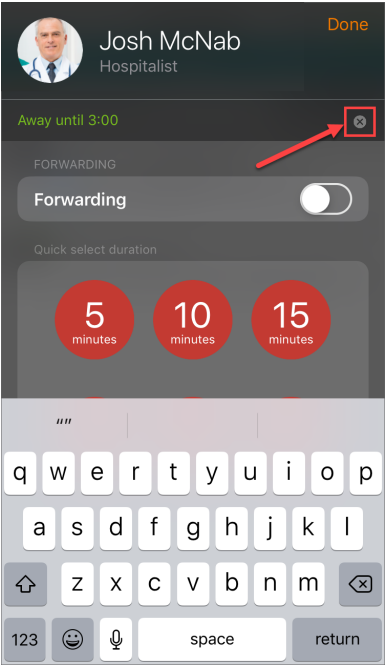 Done
Josh McNab
Hospitalist
Away until 3:00
FORWARDING
Forwarding
Quick select duration
5 10 15
minutes minutes minutes
“”
q w e r t y u i o p
a s d f g h j k l
z x c v b n m
123 space return